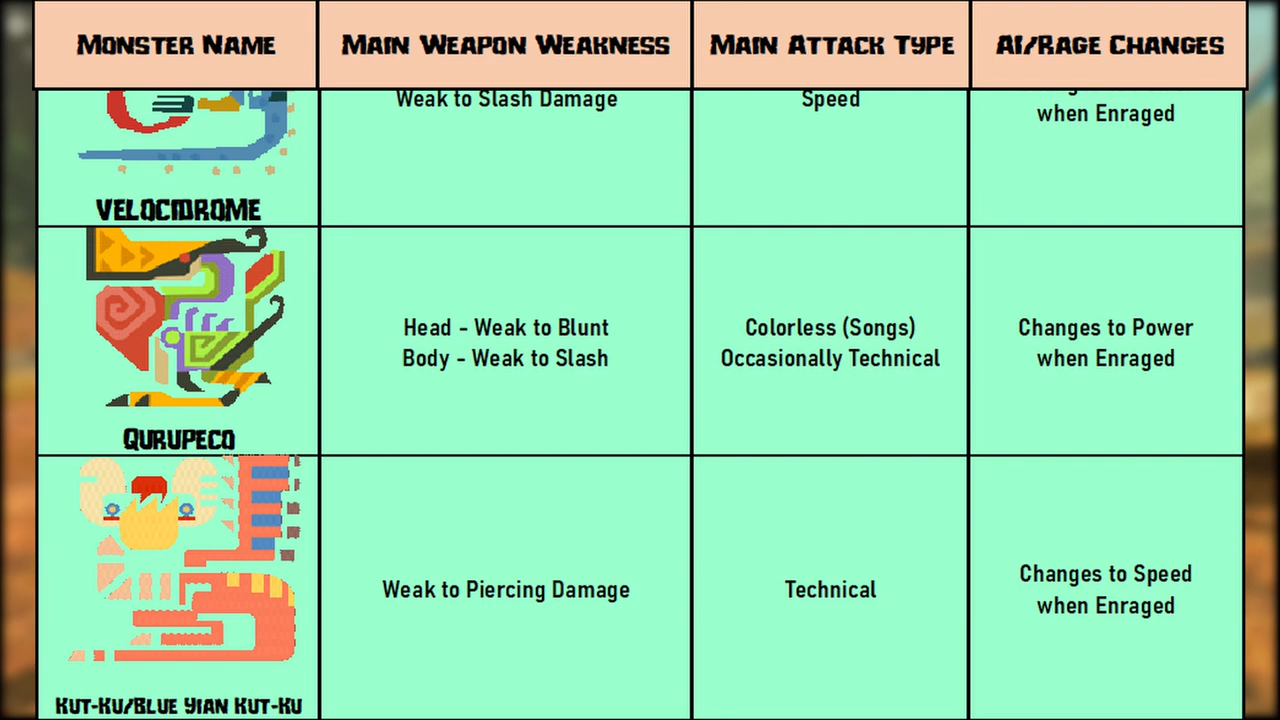 Monster Name
Main Weapon Weakness
Main Attack Type
AI/Rage Changes
Weak to Slash Damage
Speed
when Enraged
Velocidrome
Head - Weak to Blunt
Body - Weak to Slash
Colorless (Songs)
Occasionally Technical
Changes to Power
when Enraged
Qurupeco
Weak to Piercing Damage
Technical
Changes to Speed
when Enraged
Kut-Ku/Blue Yian Kut-Ku